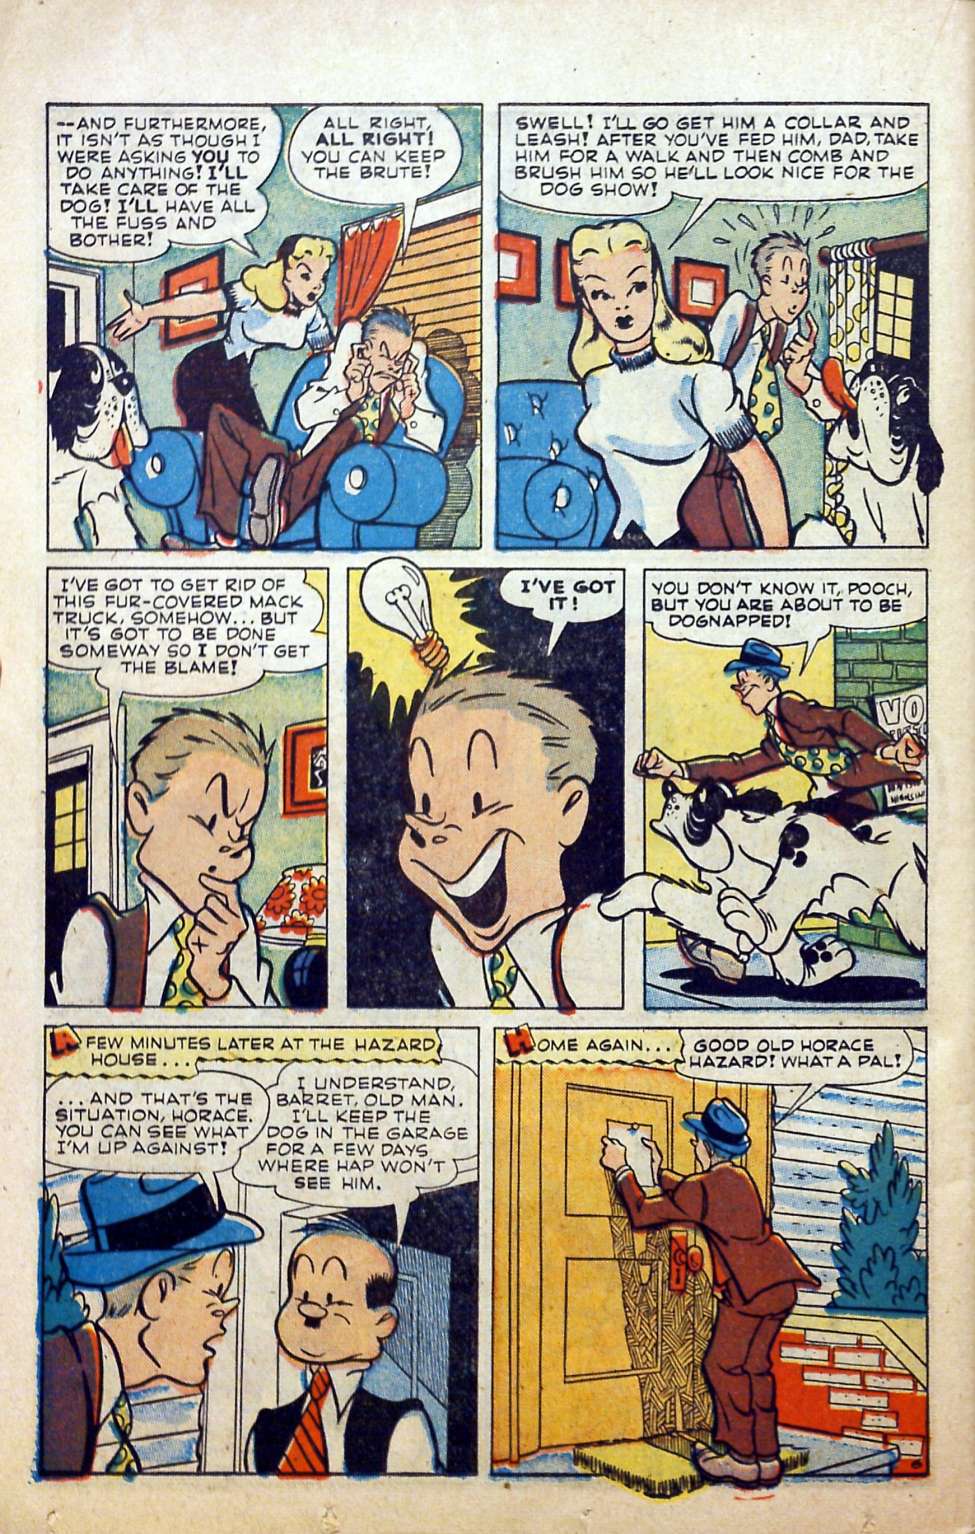 --AND FURTHERMORE,
IT ISN'T AS THOUGH I
WERE ASKING YOU TO
DO ANYTHING! I'LL
TAKE CARE OF THE
DOG! I'LL HAVE ALL
THE FUSS AND
BOTHER!
ALL RIGHT,
ALL RIGHT!
YOU CAN KEEP
THE BRUTE!
SWELL! I'LL GO GET HIM A COLLAR AND
LEASH! AFTER YOU'VE FED HIM, DAD, TAKE
HIM FOR A WALK AND THEN COMB AND
BRUSH HIM SO HE'LL LOOK NICE FOR THE
DOG SHOW!
I'VE GOT TO GET RID OF
THIS FUR-COVERED MACK
TRUCK, SOMEHOW... BUT
IT'S GOT TO BE DONE
SOMEWAY SO I DON'T GET
THE BLAME!
I'VE GOT
IT!
YOU DON'T KNOW IT, POOCH,
BUT YOU ARE ABOUT TO BE
DOGNAPPED!
VO
A FEW MINUTES LATER AT THE HAZARD
HOUSE...
...AND THAT'S THE
SITUATION, HORACE.
YOU CAN SEE WHAT
I'M UP AGAINST!
I UNDERSTAND,
BARRET, OLD MAN.
I'LL KEEP THE
DOG IN THE GARAGE
FOR A FEW DAYS
WHERE HAP WON'T
SEE HIM.
HOME AGAIN...
GOOD OLD HORACE
HAZARD! WHAT A PAL!
6